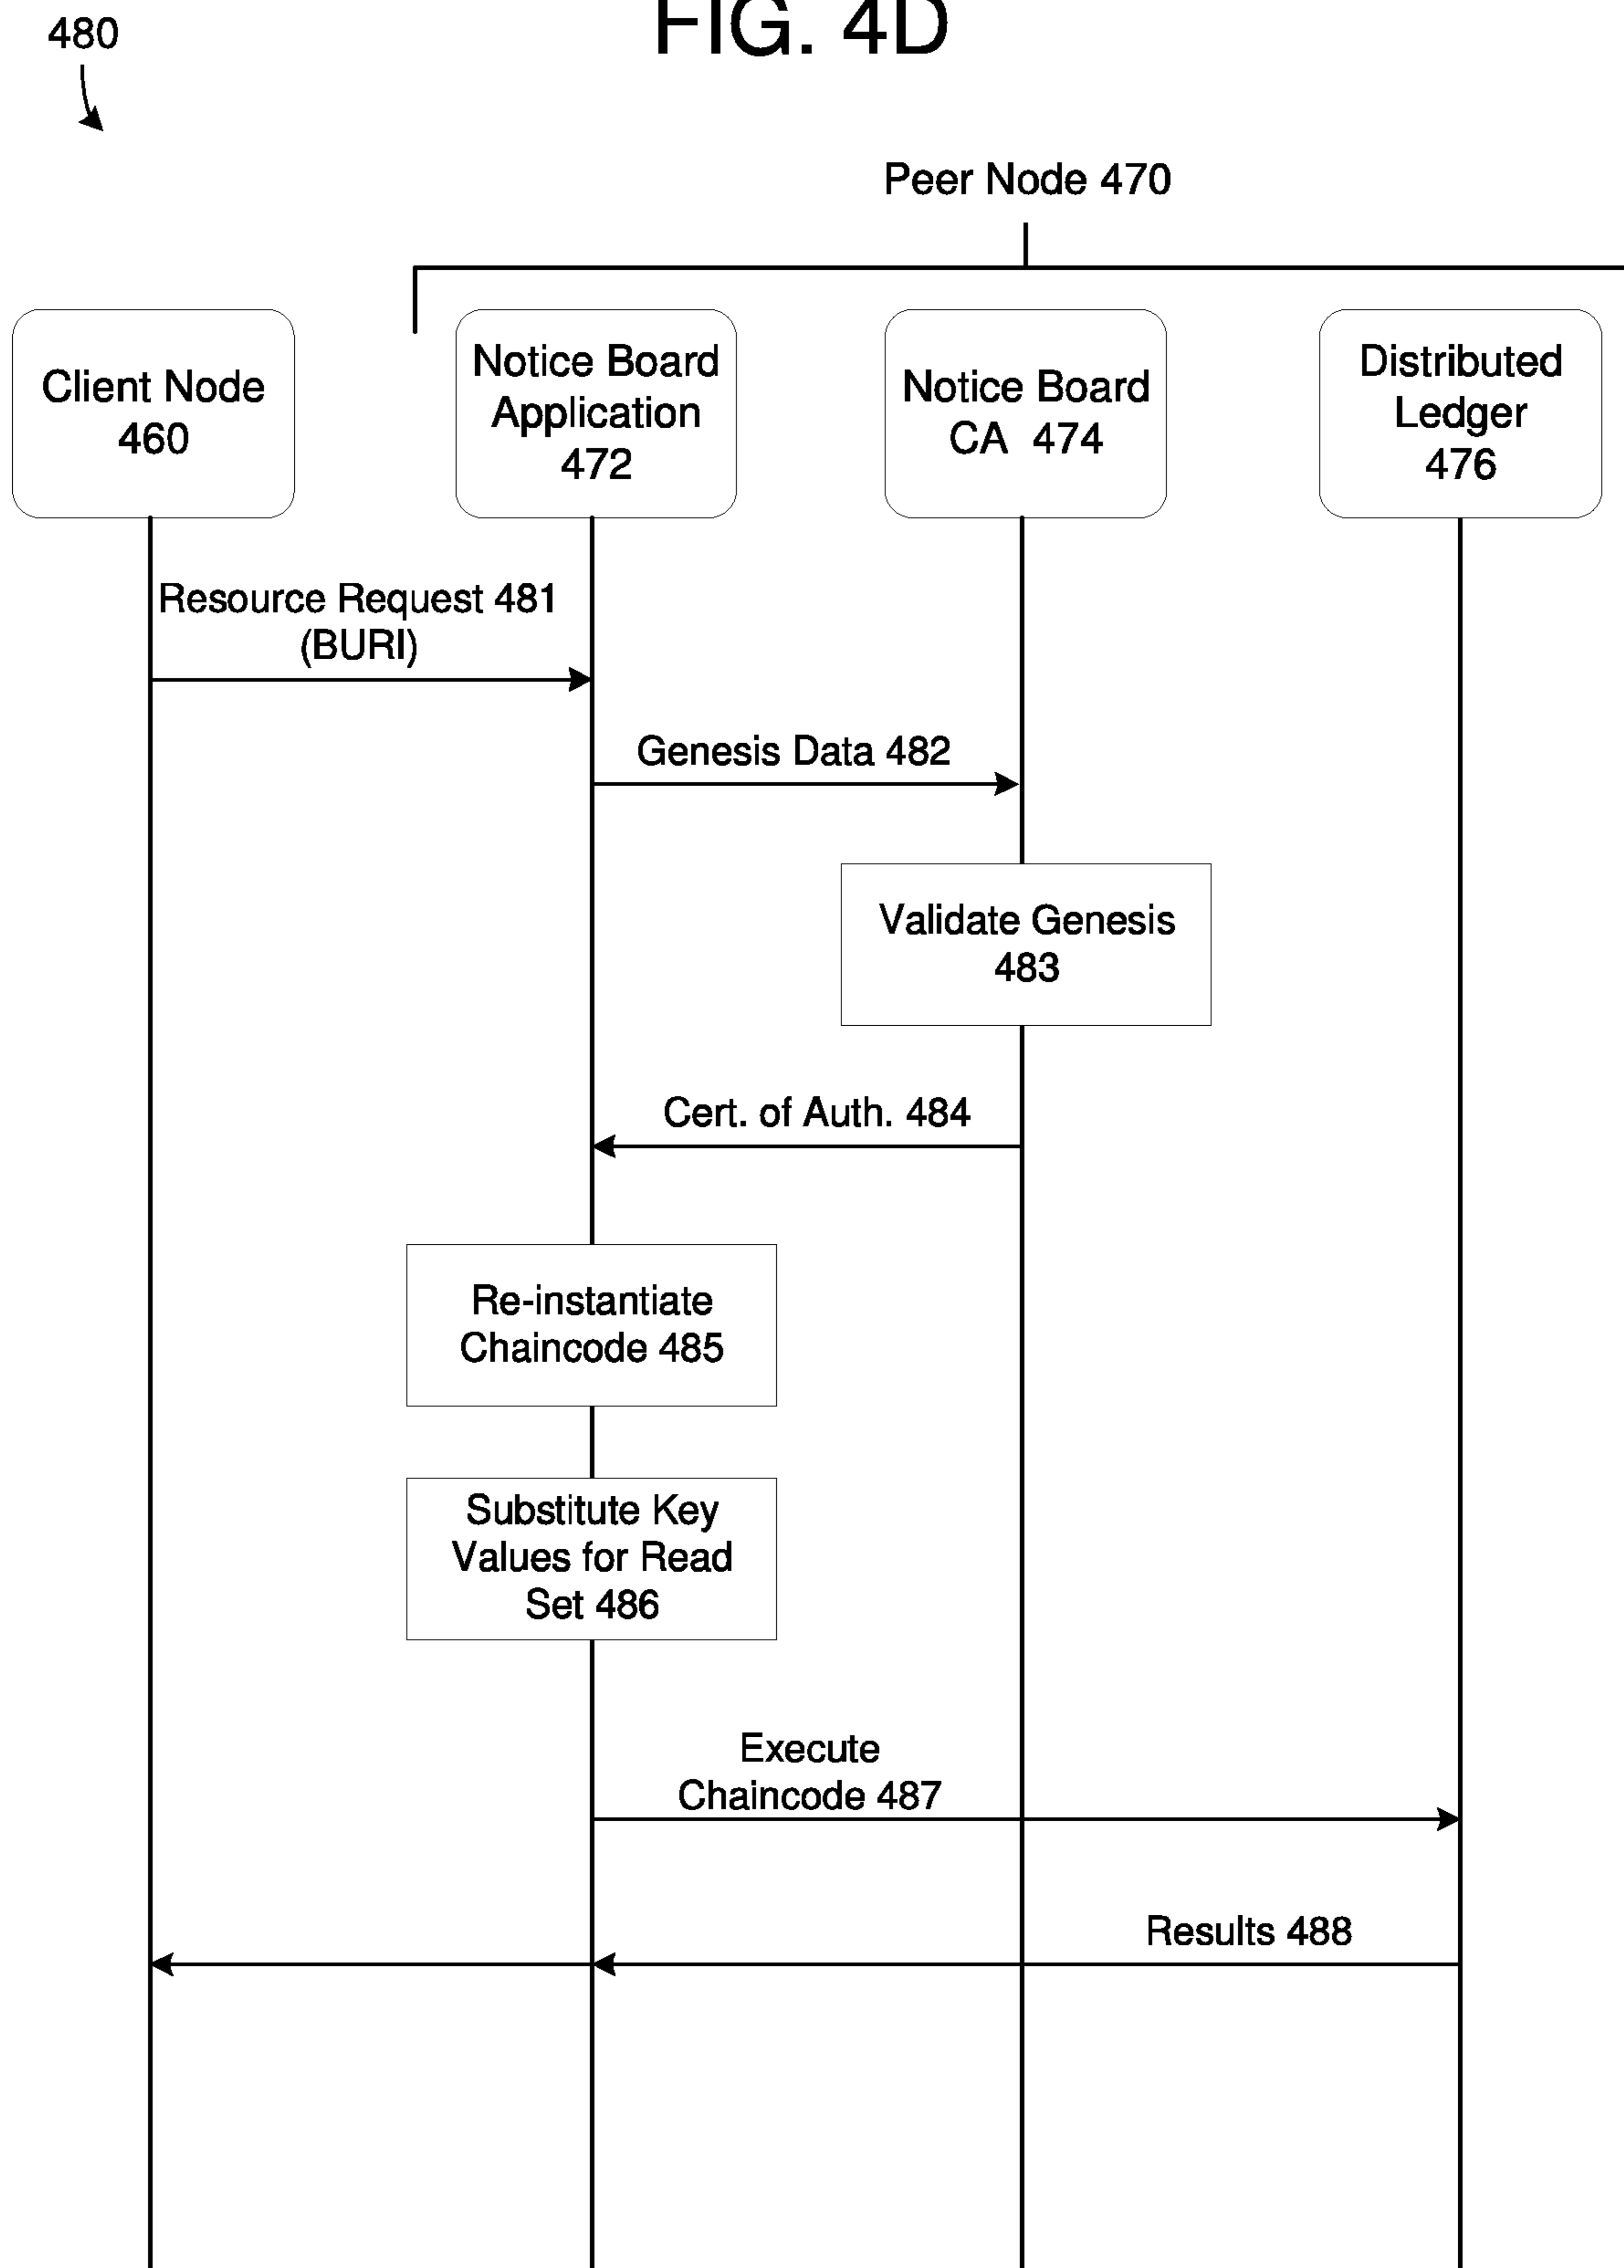 FIG. 4D
480
Peer Node 470
Client Node
460
Notice Board
Application
472
Notice Board
CA 474
Distributed
Ledger
476
Resource Request 481
(BURI)
Genesis Data 482
Validate Genesis
483
Cert. of Auth. 484
Re-instantiate
Chaincode 485
Substitute Key
Values for Read
Set 486
Execute
Chaincode 487
Results 488